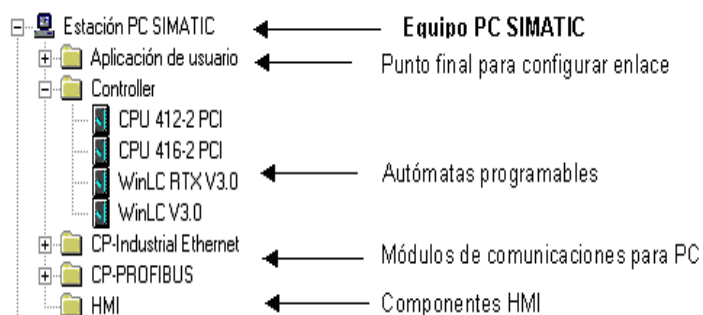 Estación PC SIMATIC Equipo PC SIMATIC
Aplicación de usuario Punto final para configurar enlace
Controller
CPU 412-2 PCI
CPU 416-2 PCI
WinLC RTX V3.0 Autómatas programables
WinLC V3.0
CP-Industrial Ethernet Módulos de comunicaciones para PC
CP-PROFIBUS
HMI Componentes HMI